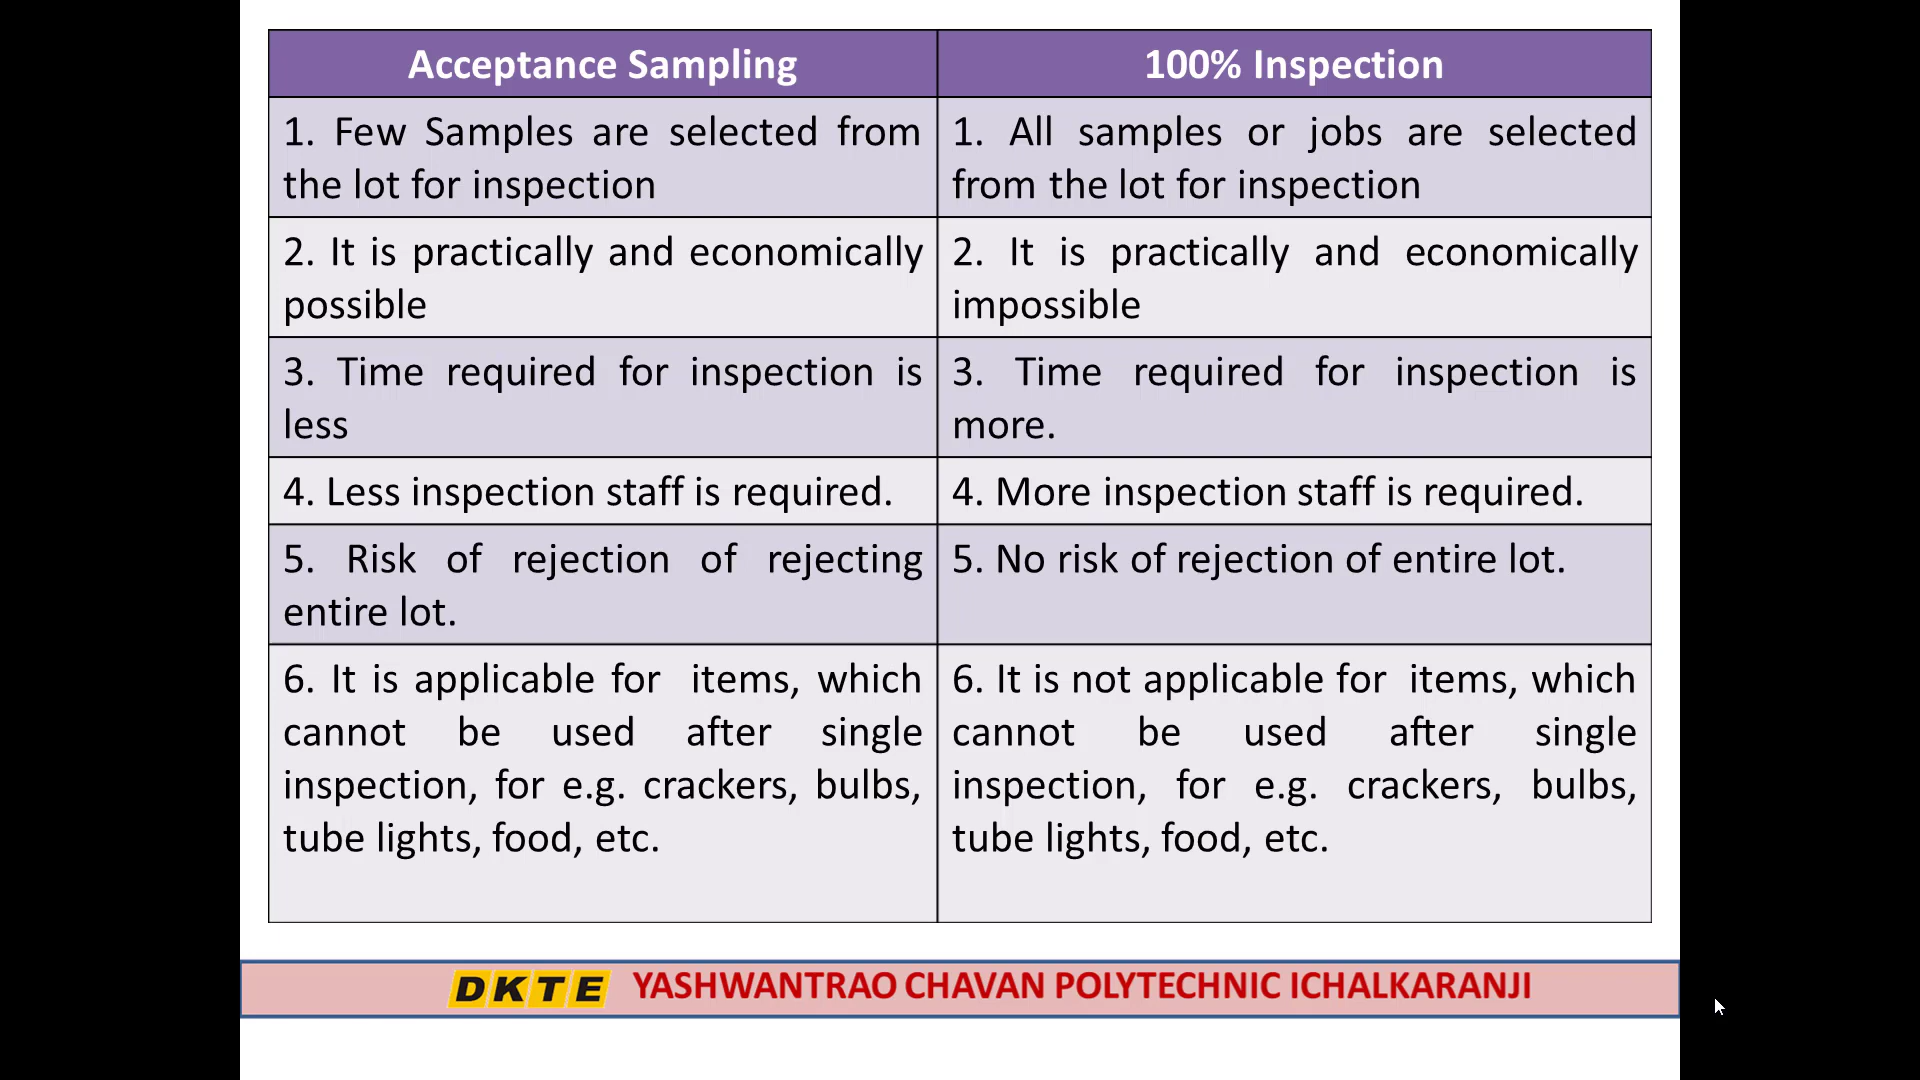 Acceptance Sampling
100% Inspection
1. Few Samples are selected from
the lot for inspection
1. All samples or jobs are selected
from the lot for inspection
2. It is practically and economically
possible
2. It is practically and economically
impossible
3. Time required for inspection is
less
3. Time required for inspection is
more.
4. Less inspection staff is required.
4. More inspection staff is required.
5. Risk of rejection of rejecting
entire lot.
5. No risk of rejection of entire lot.
6. It is applicable for items, which
cannot be used after single
inspection, for e.g. crackers, bulbs,
tube lights, food, etc.
6. It is not applicable for items, which
cannot be used after single
inspection, for e.g. crackers, bulbs,
tube lights, food, etc.
DKTE YASHWANTRAO CHAVAN POLYTECHNIC ICHALKARANJI